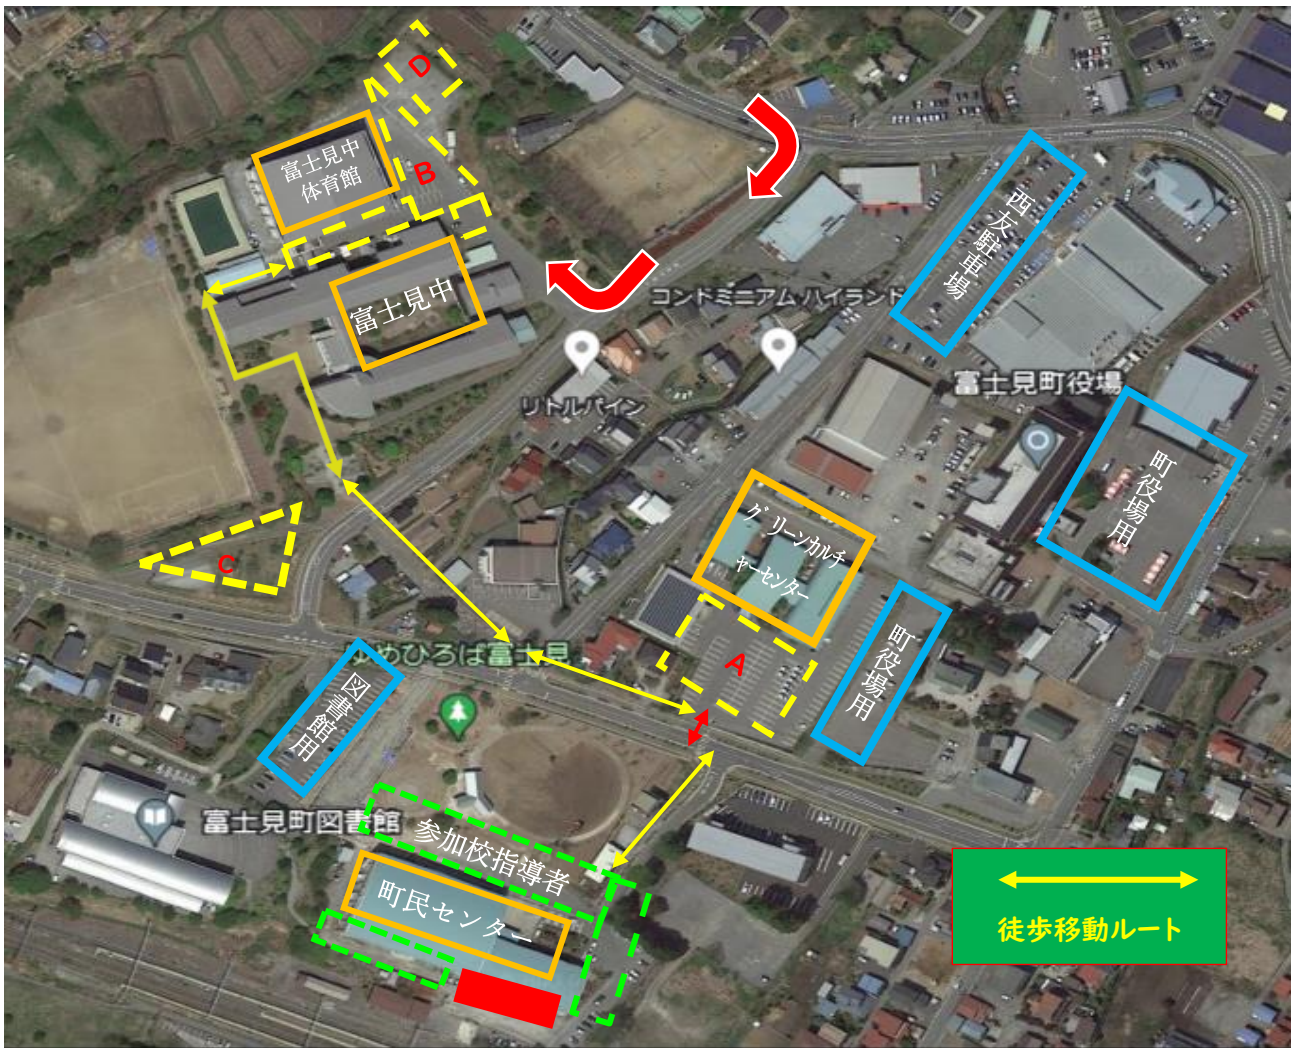 D
富士見中
体育館
B
西友駐車場
富士見中
コンドミニアム ハイランド
リトルパイン
富士見町役場
町役場用
グリーンカルチ
ャーセンター
C
A
町役場用
ゆめひろば富士見
図書館用
富士見町図書館
参加校指導者
町民センター
徒歩移動ルート